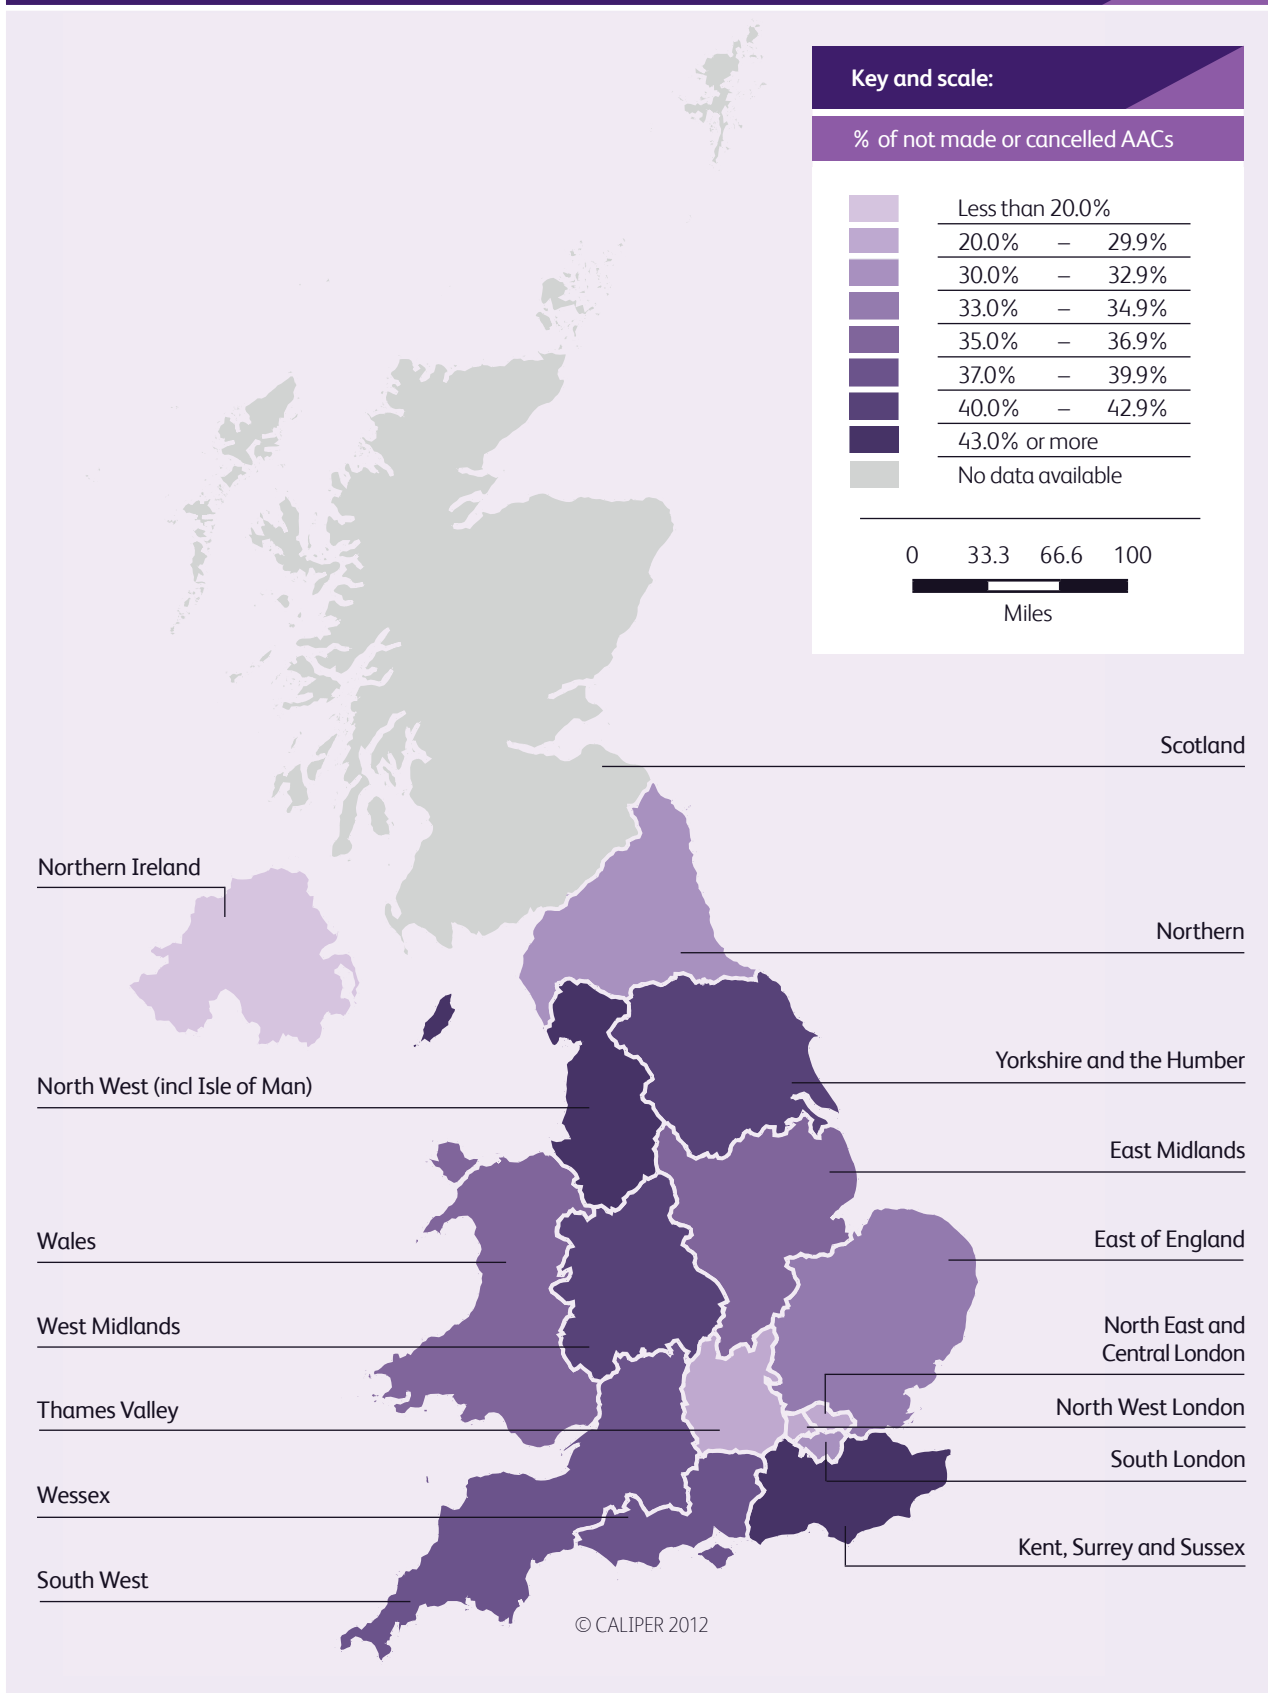 Key and scale:
% of not made or cancelled AACs
Less than 20.0%
20.0% – 29.9%
30.0% – 32.9%
33.0% – 34.9%
35.0% – 36.9%
37.0% – 39.9%
40.0% – 42.9%
43.0% or more
No data available
0 33.3 66.6 100
Miles
Scotland
Northern Ireland
Northern
Yorkshire and the Humber
North West (incl Isle of Man)
East Midlands
Wales
East of England
West Midlands
North East and
Central London
Thames Valley
North West London
South London
Wessex
Kent, Surrey and Sussex
South West
© CALIPER 2012